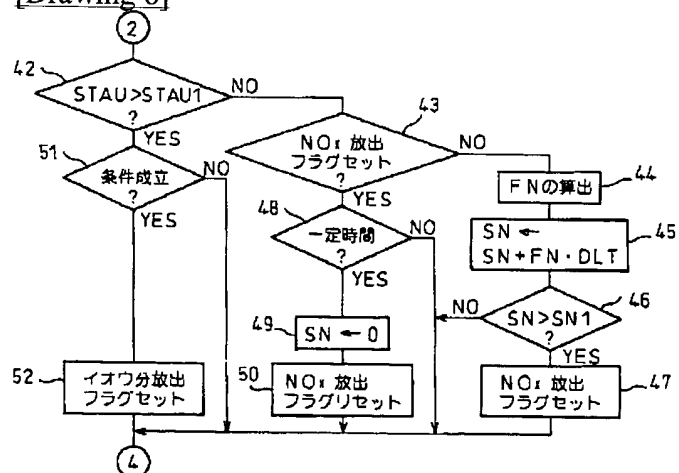 [Drawing 6]
2
42
STAU>STAU1
?
NO
YES
43
NOx 放出
フラグセット
?
NO
YES
51
条件成立
?
NO
YES
44
FNの算出
48
一定時間
?
NO
YES
45
SN ←
SN+FN・DLT
46
SN>SN1
?
NO
YES
49
SN ← 0
52
イオウ分放出
フラグセット
50
NOx 放出
フラグリセット
47
NOx 放出
フラグセット
4